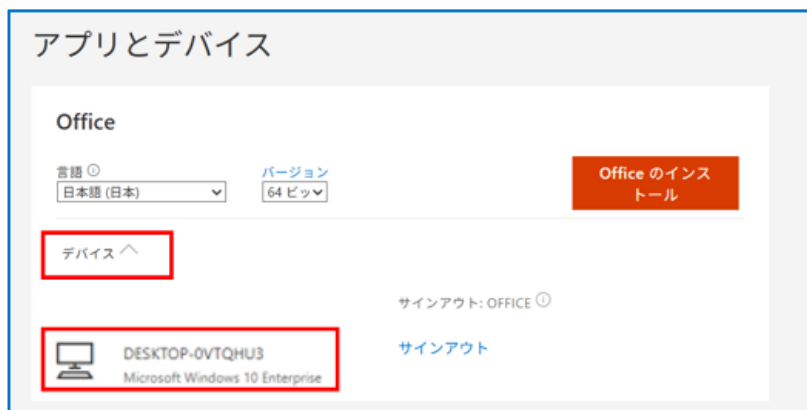 アプリとデバイス
Office
言語 バージョン
日本語 (日本) 64 ビッ
Office のインス
トール
デバイス
サインアウト: OFFICE
DESKTOP-0VTQHU3 サインアウト
Microsoft Windows 10 Enterprise